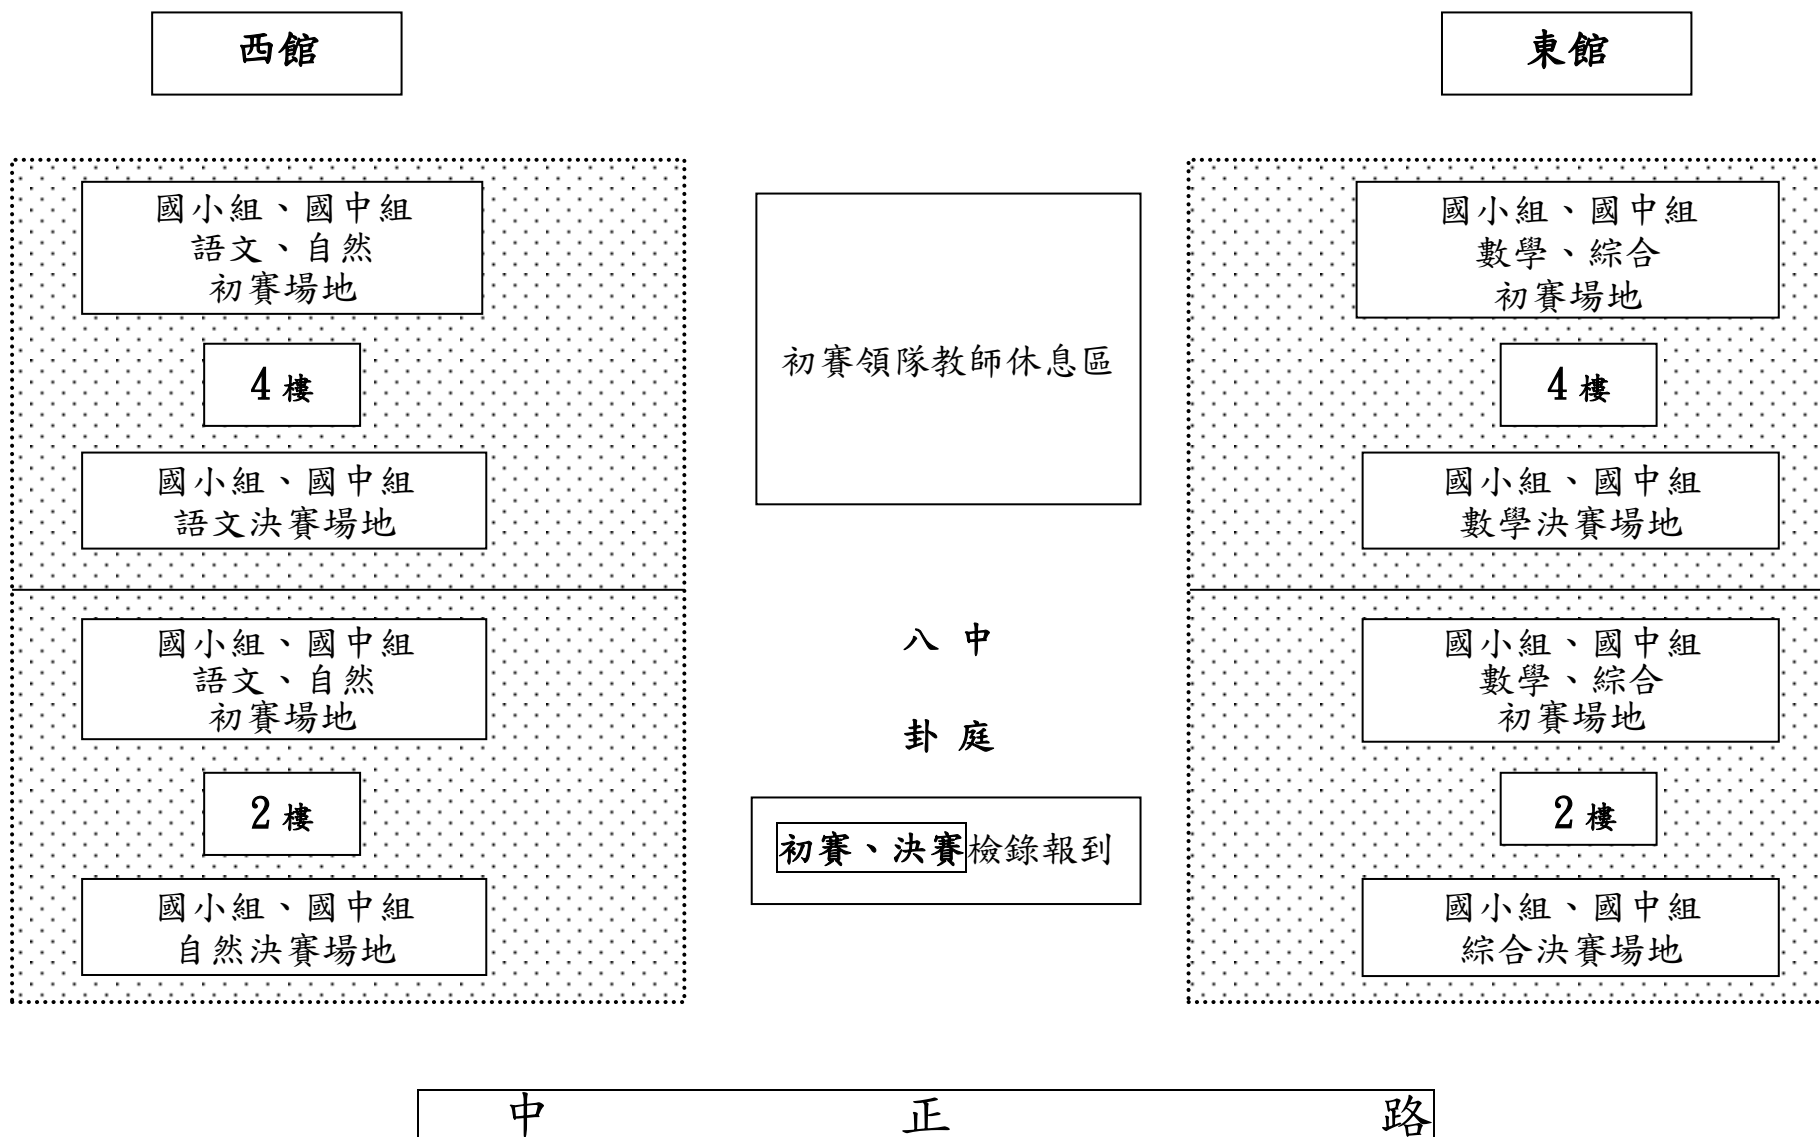 西館
東館
國小組、國中組
語文、自然
初賽場地
4 樓
國小組、國中組
語文決賽場地
國小組、國中組
語文、自然
初賽場地
2 樓
國小組、國中組
自然決賽場地
初賽領隊教師休息區
八 中
卦 庭
初賽、決賽檢錄報到
國小組、國中組
數學、綜合
初賽場地
4 樓
國小組、國中組
數學決賽場地
國小組、國中組
數學、綜合
初賽場地
2 樓
國小組、國中組
綜合決賽場地
中 正 路